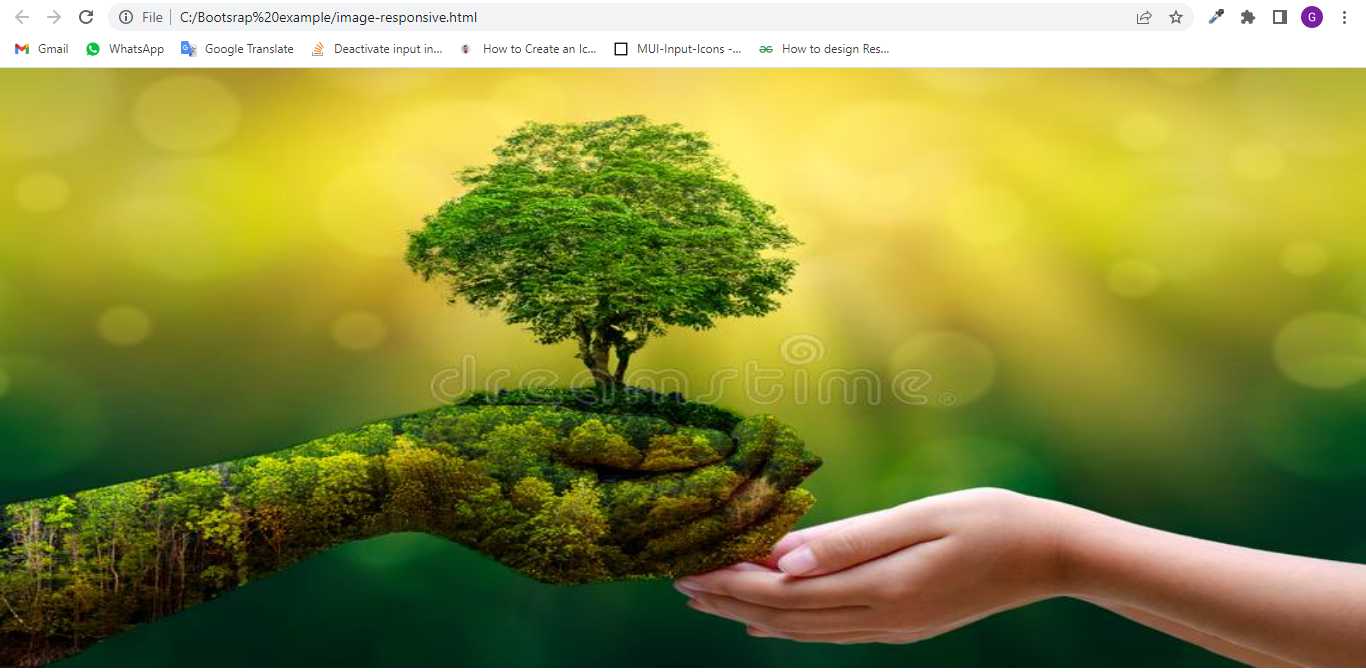 File | C:/Bootsrap%20example/image-responsive.html G
Gmail WhatsApp Google Translate Deactivate input in... How to Create an Ic... MUI-Input-Icons -... How to design Res...
dreamstime.